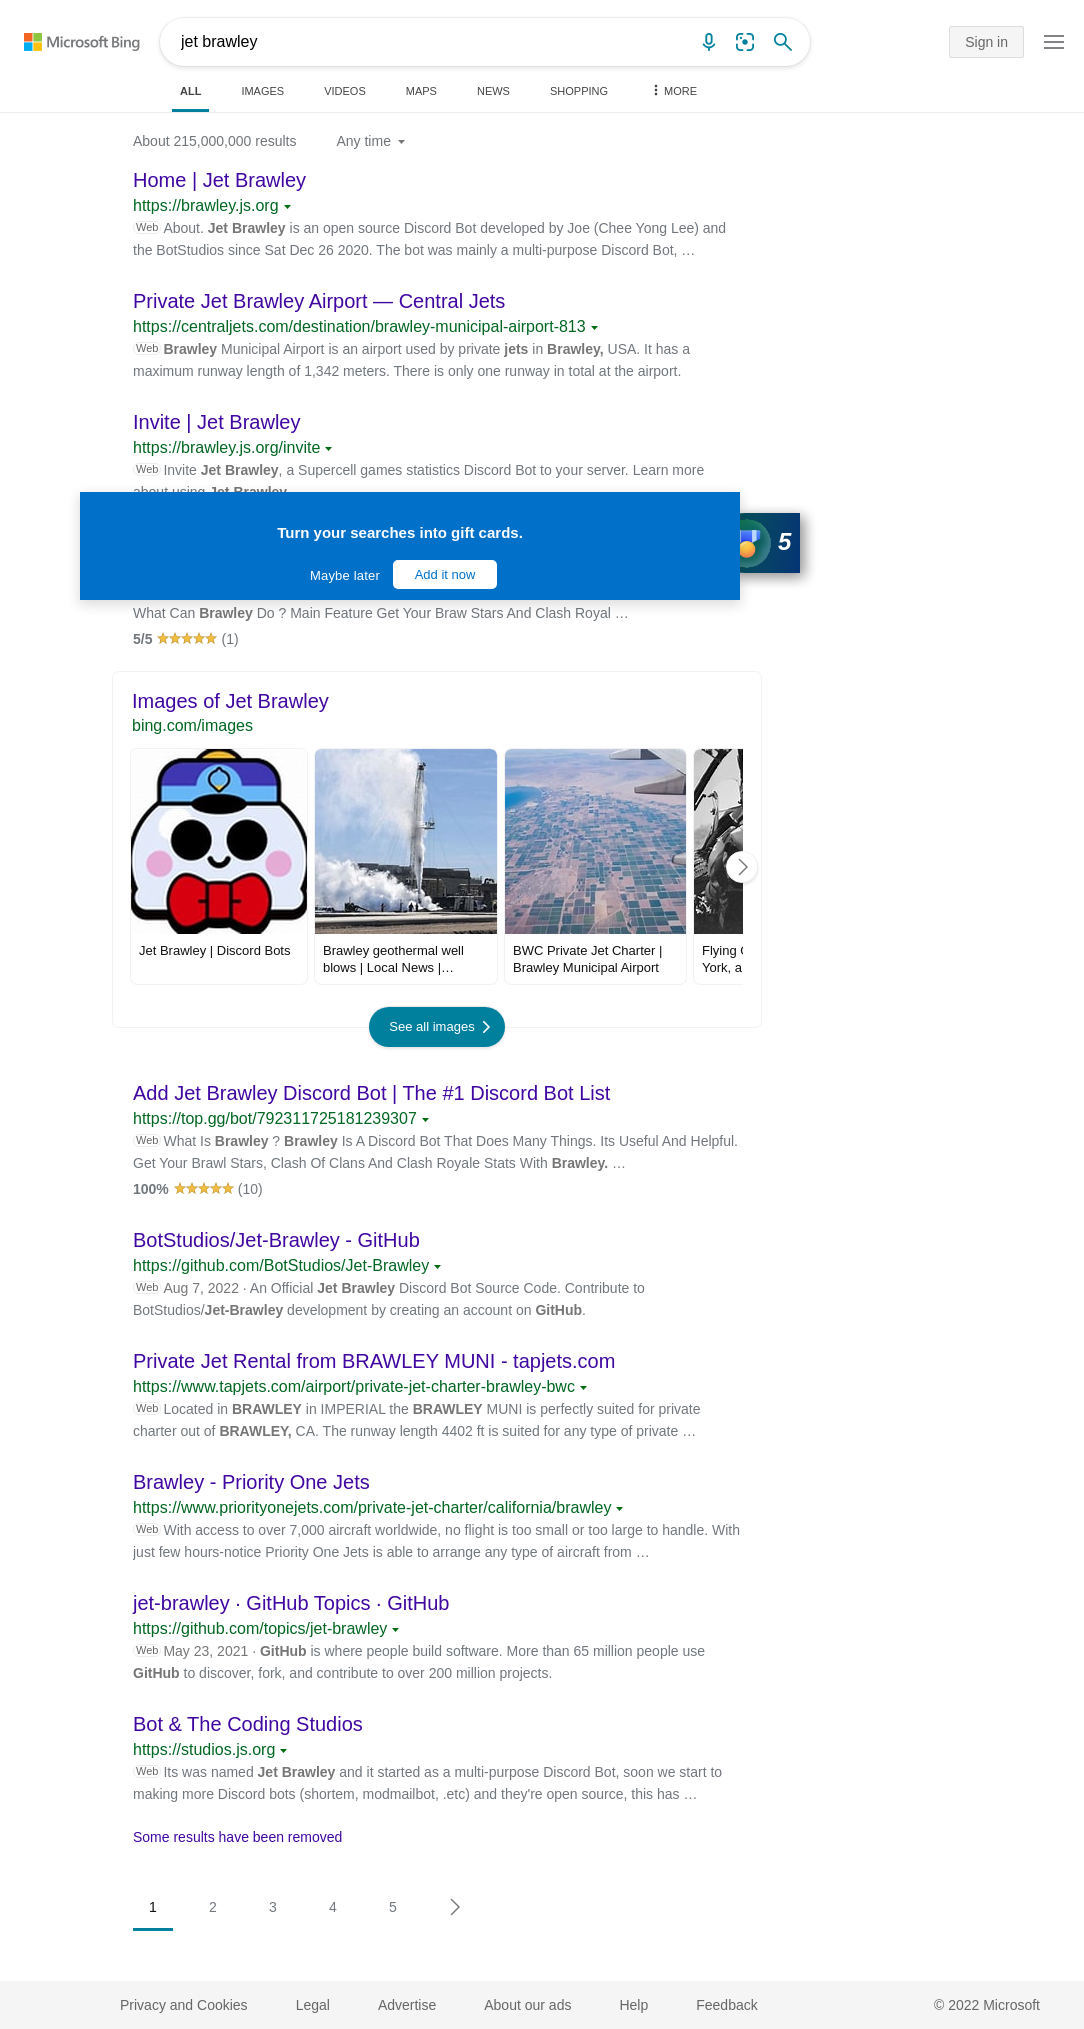 Microsoft Bing
jet brawley
Sign in
ALL IMAGES VIDEOS MAPS NEWS SHOPPING MORE
About 215,000,000 results Any time
Home | Jet Brawley
https://brawley.js.org
Web About. Jet Brawley is an open source Discord Bot developed by Joe (Chee Yong Lee) and
the BotStudios since Sat Dec 26 2020. The bot was mainly a multi-purpose Discord Bot, …
Private Jet Brawley Airport — Central Jets
https://centraljets.com/destination/brawley-municipal-airport-813
Web Brawley Municipal Airport is an airport used by private jets in Brawley, USA. It has a
maximum runway length of 1,342 meters. There is only one runway in total at the airport.
Invite | Jet Brawley
https://brawley.js.org/invite
Web Invite Jet Brawley, a Supercell games statistics Discord Bot to your server. Learn more
about using Jet Brawley
Turn your searches into gift cards.
5
Maybe later Add it now
What Can Brawley Do ? Main Feature Get Your Braw Stars And Clash Royal …
5/5 (1)
Images of Jet Brawley
bing.com/images
Jet Brawley | Discord Bots
Brawley geothermal well
blows | Local News |…
BWC Private Jet Charter |
Brawley Municipal Airport
Flying
York, a
See all images
Add Jet Brawley Discord Bot | The #1 Discord Bot List
https://top.gg/bot/792311725181239307
Web What Is Brawley ? Brawley Is A Discord Bot That Does Many Things. Its Useful And Helpful.
Get Your Brawl Stars, Clash Of Clans And Clash Royale Stats With Brawley. …
100% (10)
BotStudios/Jet-Brawley - GitHub
https://github.com/BotStudios/Jet-Brawley
Web Aug 7, 2022 · An Official Jet Brawley Discord Bot Source Code. Contribute to
BotStudios/Jet-Brawley development by creating an account on GitHub.
Private Jet Rental from BRAWLEY MUNI - tapjets.com
https://www.tapjets.com/airport/private-jet-charter-brawley-bwc
Web Located in BRAWLEY in IMPERIAL the BRAWLEY MUNI is perfectly suited for private
charter out of BRAWLEY, CA. The runway length 4402 ft is suited for any type of private …
Brawley - Priority One Jets
https://www.priorityonejets.com/private-jet-charter/california/brawley
Web With access to over 7,000 aircraft worldwide, no flight is too small or too large to handle. With
just few hours-notice Priority One Jets is able to arrange any type of aircraft from …
jet-brawley · GitHub Topics · GitHub
https://github.com/topics/jet-brawley
Web May 23, 2021 · GitHub is where people build software. More than 65 million people use
GitHub to discover, fork, and contribute to over 200 million projects.
Bot & The Coding Studios
https://studios.js.org
Web Its was named Jet Brawley and it started as a multi-purpose Discord Bot, soon we start to
making more Discord bots (shortem, modmailbot, .etc) and they're open source, this has …
Some results have been removed
1 2 3 4 5
Privacy and Cookies Legal Advertise About our ads Help Feedback © 2022 Microsoft